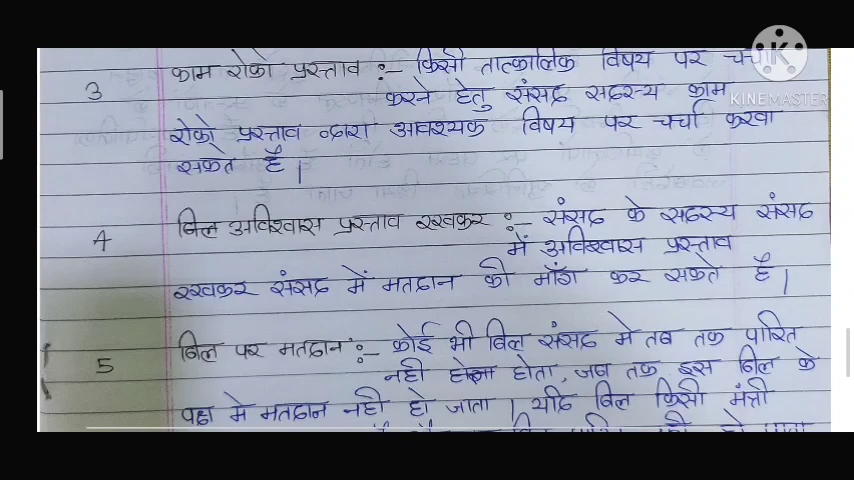 काम रोको प्रस्ताव :- किसी तात्कालिक विषय पर चर्चा
3 करने हेतु संसद सदस्य काम
KINEMASTER
रोको प्रस्ताव द्वारा आवश्यक विषय पर चर्चा करवा
सकते है।
4 बिल अविश्वास प्रस्ताव रखकर :- संसद के सदस्य संसद
में अविश्वास प्रस्ताव
रखकर संसद में मतदान की माँग कर सकते है।
5 बिल पर मतदान :- कोई भी बिल संसद मे तब तक पारित
नही होता, जब तक इस बिल के
पक्ष मे मतदान नही हो जाता। यदि बिल किसी मंत्री